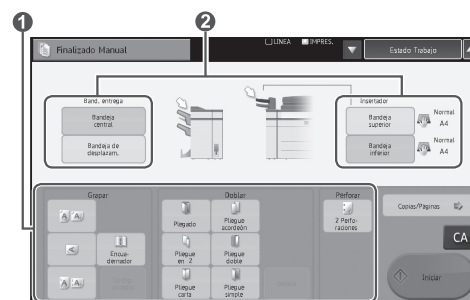 1
2
Finalizado Manual
LÍNEA
IMPRES.
Estado Trabajo
Band. entrega
Bandeja
central
Bandeja de
desplazam.
Insertador
Bandeja
superior
Normal
A4
Bandeja
inferior
Normal
A4
Grapar
Encua-
dernador
Doblar
Plegado
Pliegue
acordeón
Pliegue
en Z
Pliegue
doble
Pliegue
carta
Pliegue
simple
Perforar
2 Perfo-
raciones
Copias/Páginas
CA
Iniciar